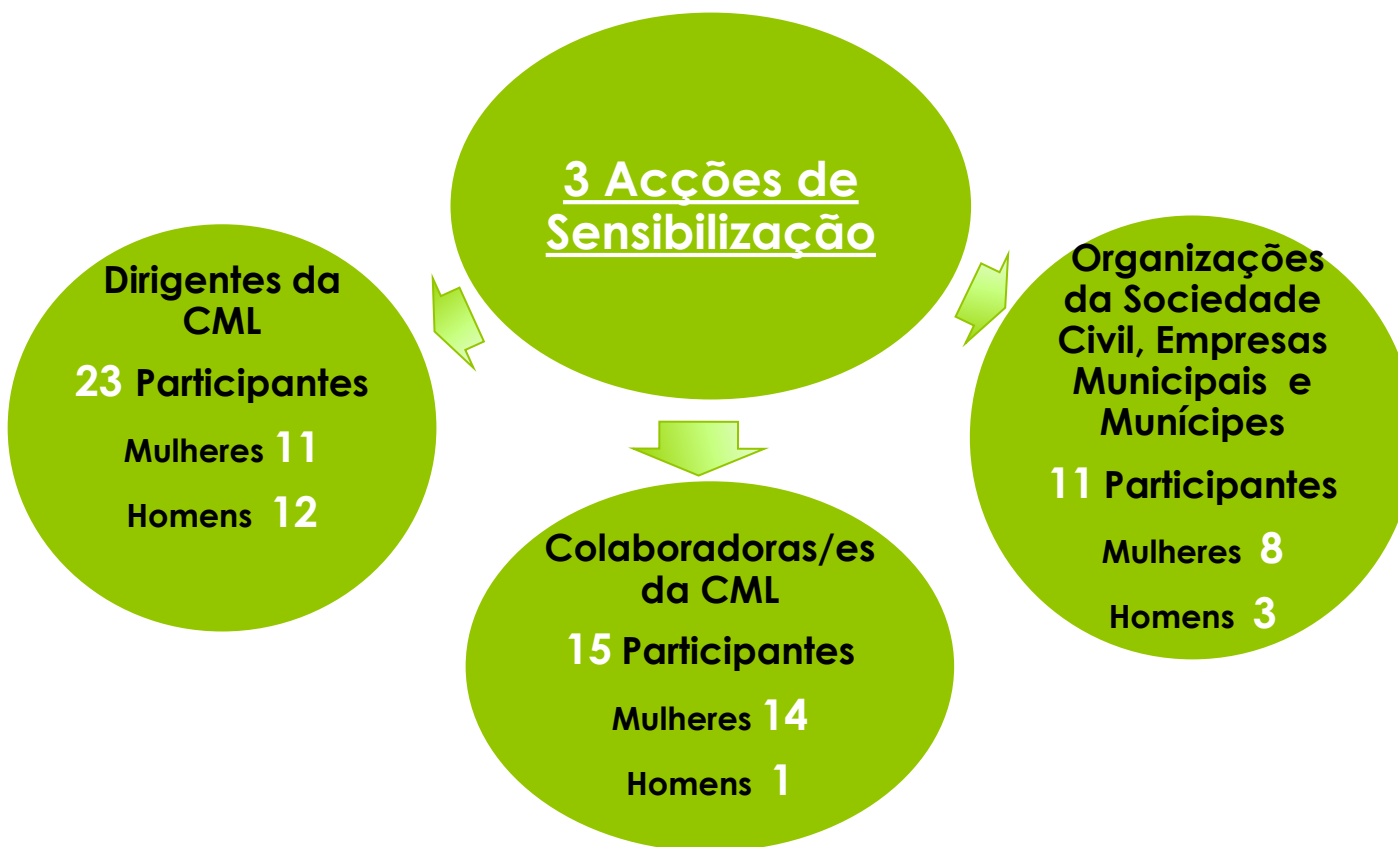 3 Acções de
Sensibilização
Dirigentes da
CML
23 Participantes
Mulheres 11
Homens 12
Colaboradoras/es
da CML
15 Participantes
Mulheres 14
Homens 1
Organizações
da Sociedade
Civil, Empresas
Municipais e
Munícipes
11 Participantes
Mulheres 8
Homens 3